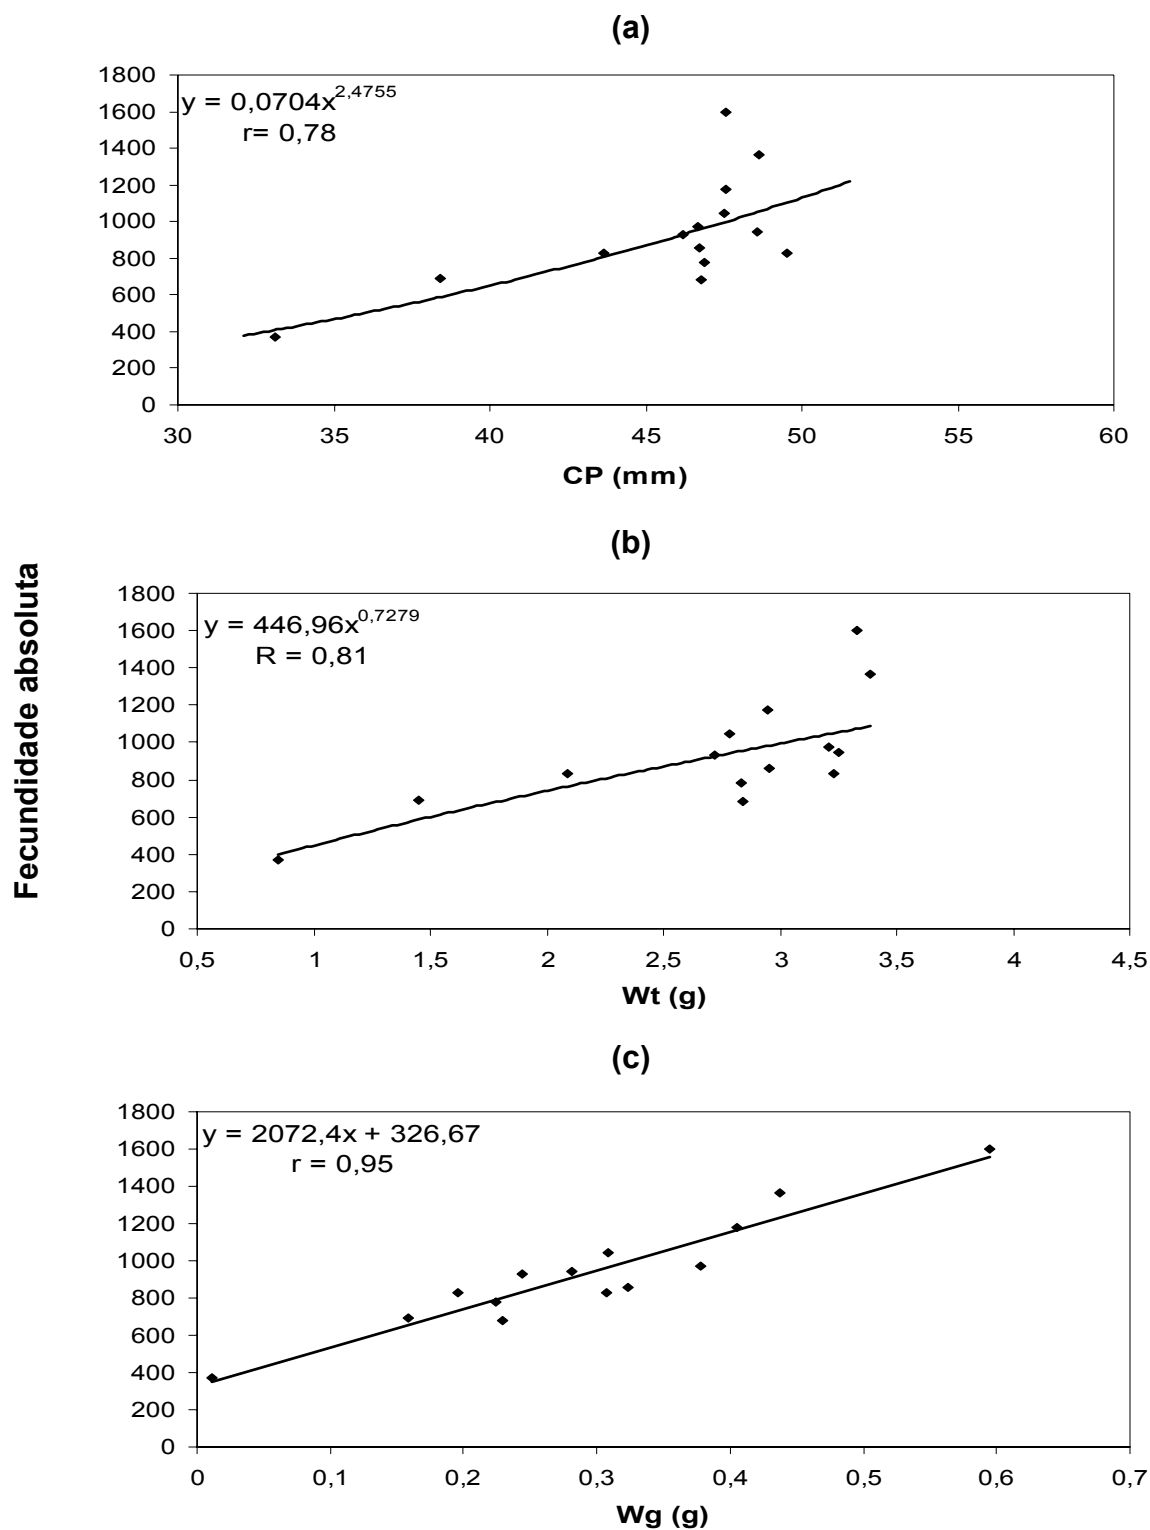 (a)
1800
1600
1400
1200
1000
800
600
400
200
0
y = 0,0704x^2,4755
r= 0,78
30 35 40 45 50 55 60
CP (mm)
Fecundidade absoluta
(b)
1800
1600
1400
1200
1000
800
600
400
200
0
y = 446,96x^0,7279
R = 0,81
0,5 1 1,5 2 2,5 3 3,5 4 4,5
Wt (g)
(c)
1800
1600
1400
1200
1000
800
600
400
200
0
y = 2072,4x + 326,67
r = 0,95
0 0,1 0,2 0,3 0,4 0,5 0,6 0,7
Wg (g)